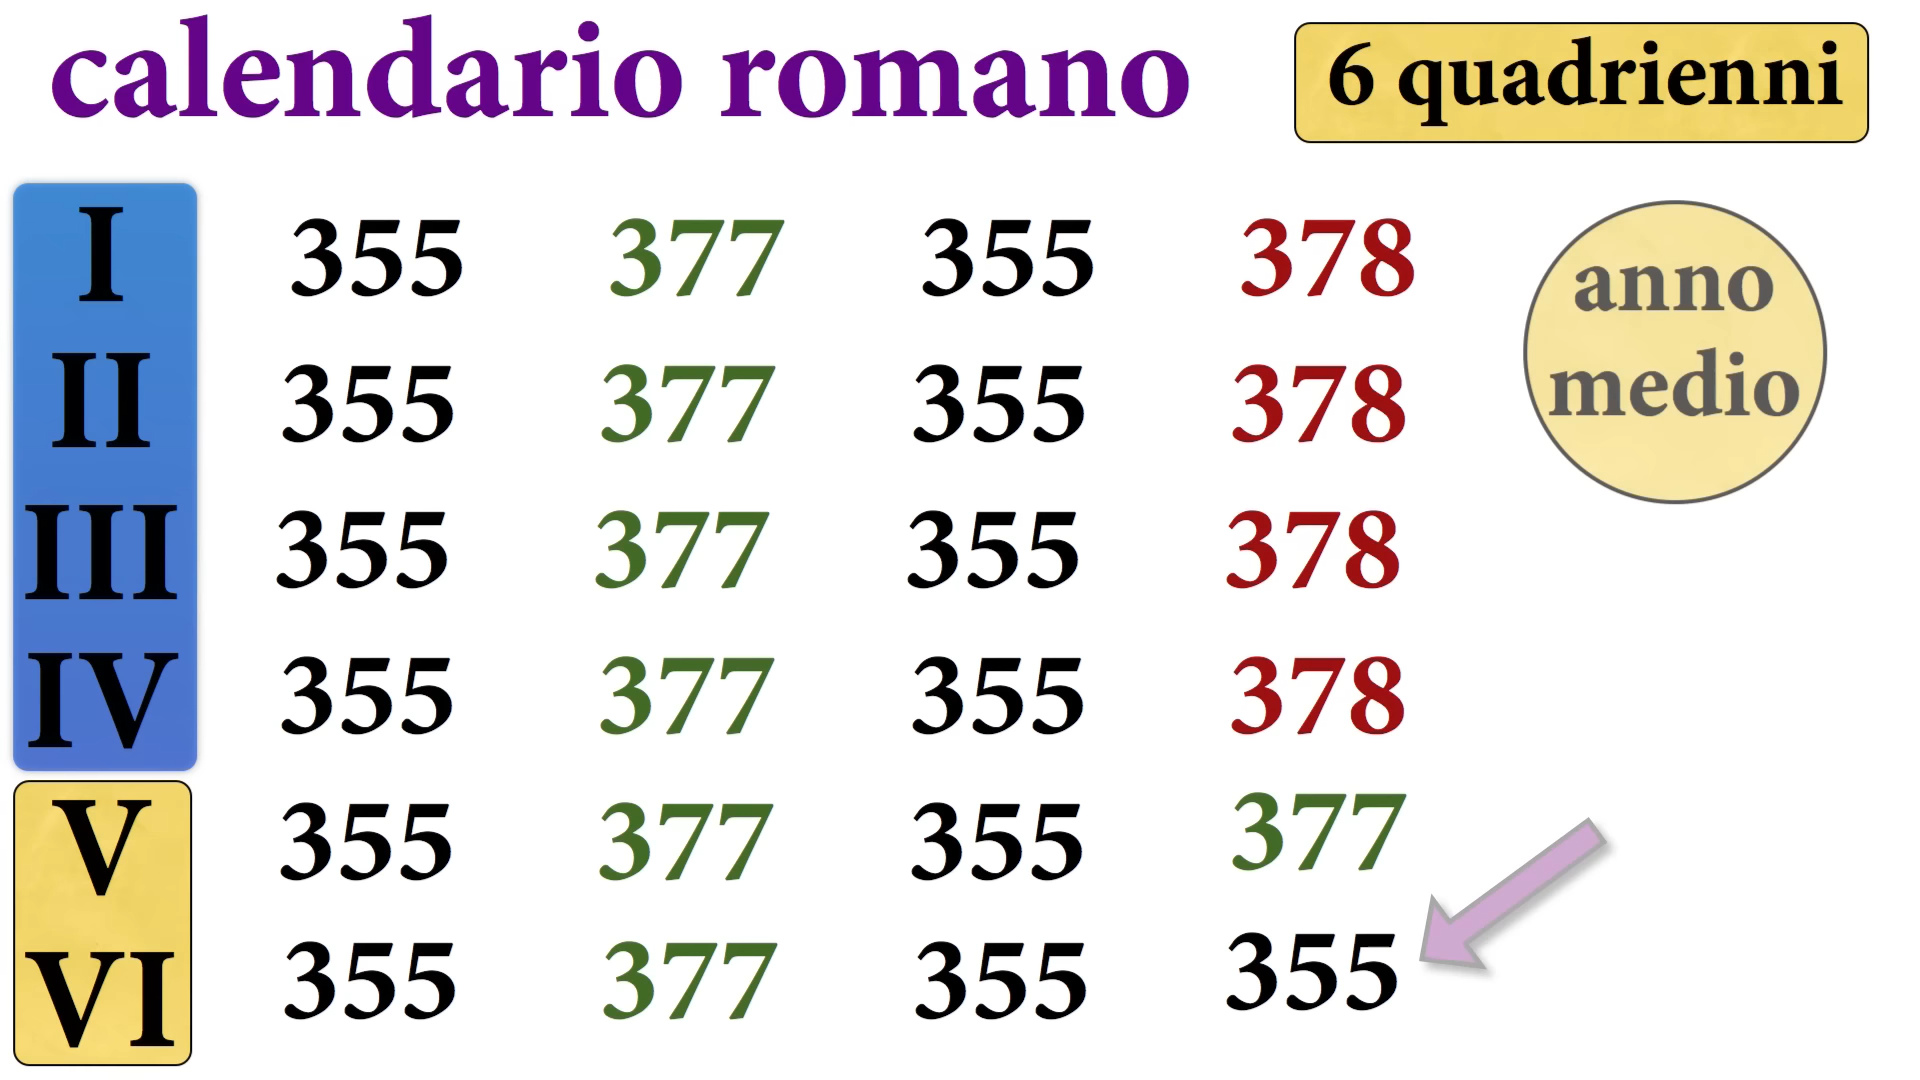 calendario romano
6 quadrienni
I 355 377 355 378
anno
medio
II 355 377 355 378
III 355 377 355 378
IV 355 377 355 378
V 355 377 355 377
VI 355 377 355 355